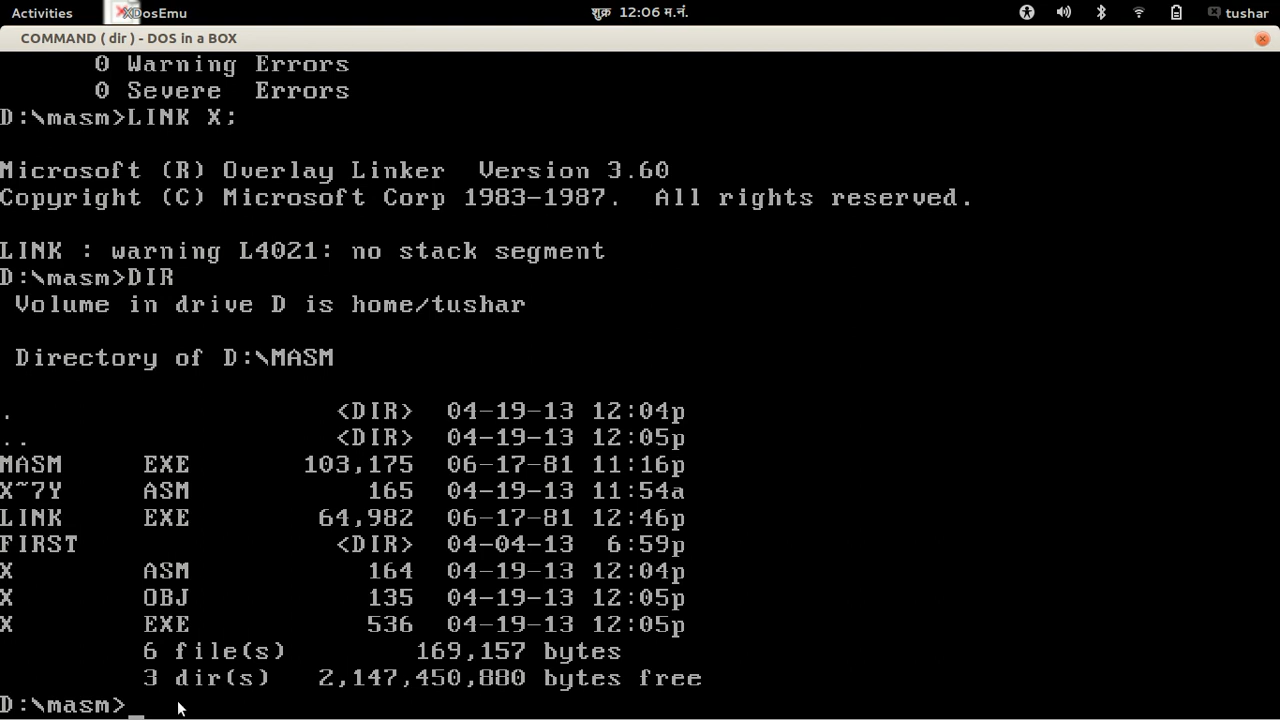 Activities XDosEmu शुक्र 12:06 म.नं. tushar
COMMAND ( dir ) - DOS in a BOX
0 Warning Errors
0 Severe  Errors
D:\masm>LINK X;
Microsoft (R) Overlay Linker  Version 3.60
Copyright (C) Microsoft Corp 1983-1987.  All rights reserved.
LINK : warning L4021: no stack segment
D:\masm>DIR
Volume in drive D is home/tushar
Directory of D:\MASM
. <DIR> 04-19-13 12:04p
.. <DIR> 04-19-13 12:05p
MASM EXE 103,175 06-17-81 11:16p
X~7Y ASM 165 04-19-13 11:54a
LINK EXE 64,982 06-17-81 12:46p
FIRST <DIR> 04-04-13 6:59p
X ASM 164 04-19-13 12:04p
X OBJ 135 04-19-13 12:05p
X EXE 536 04-19-13 12:05p
6 file(s) 169,157 bytes
3 dir(s) 2,147,450,880 bytes free
D:\masm>_